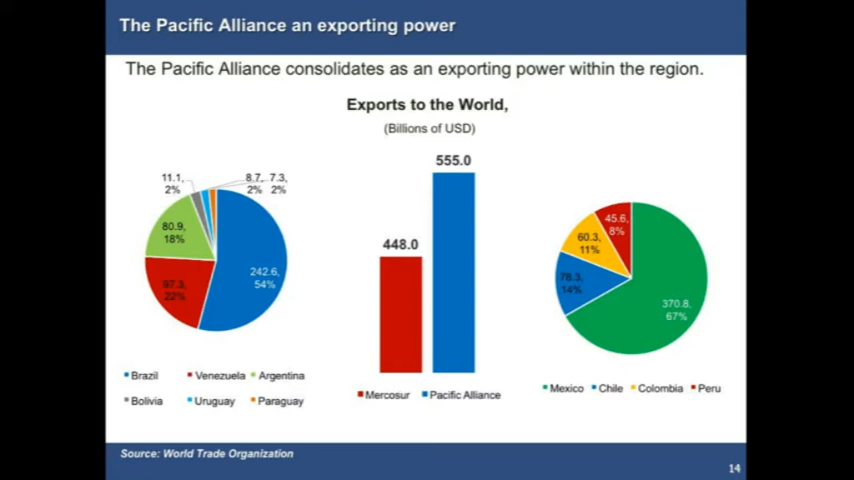 The Pacific Alliance an exporting power
The Pacific Alliance consolidates as an exporting power within the region.
Exports to the World,
(Billions of USD)
11.1,
2%
8.7,
2%
7.3,
2%
80.9,
18%
97.3,
22%
242.6,
54%
Brazil
Venezuela
Argentina
Bolivia
Uruguay
Paraguay
448.0
555.0
Mercosur
Pacific Alliance
45.6,
8%
60.3,
11%
78.3,
14%
370.8,
67%
Mexico
Chile
Colombia
Peru
Source: World Trade Organization
14